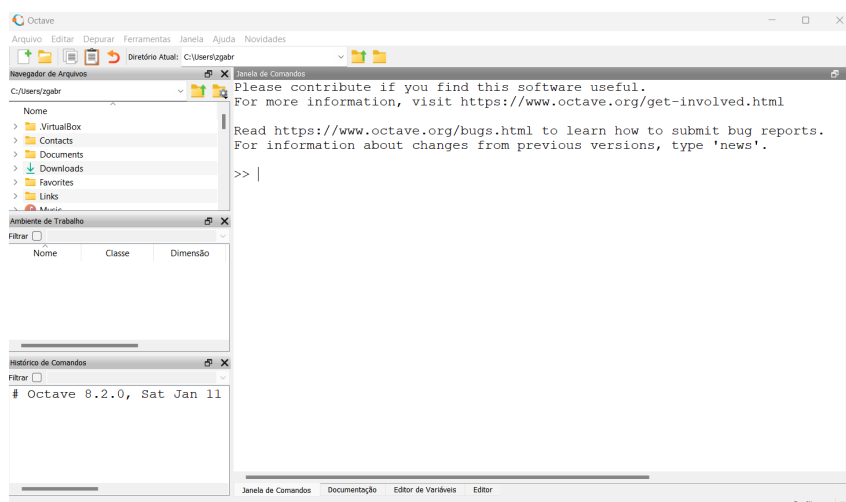 Octave
Arquivo Editar Depurar Ferramentas Janela Ajuda Novidades
Diretório Atual: C:\Users\zgabr
Navegador de Arquivos
C:/Users/zgabr
Nome
.VirtualBox
Contacts
Documents
Downloads
Favorites
Links
Music
Ambiente de Trabalho
Filtrar
Nome Classe Dimensão
Histórico de Comandos
Filtrar
# Octave 8.2.0, Sat Jan 11
Janela de Comandos
Please contribute if you find this software useful.
For more information, visit https://www.octave.org/get-involved.html
Read https://www.octave.org/bugs.html to learn how to submit bug reports.
For information about changes from previous versions, type 'news'.
>>
Janela de Comandos Documentação Editor de Variáveis Editor